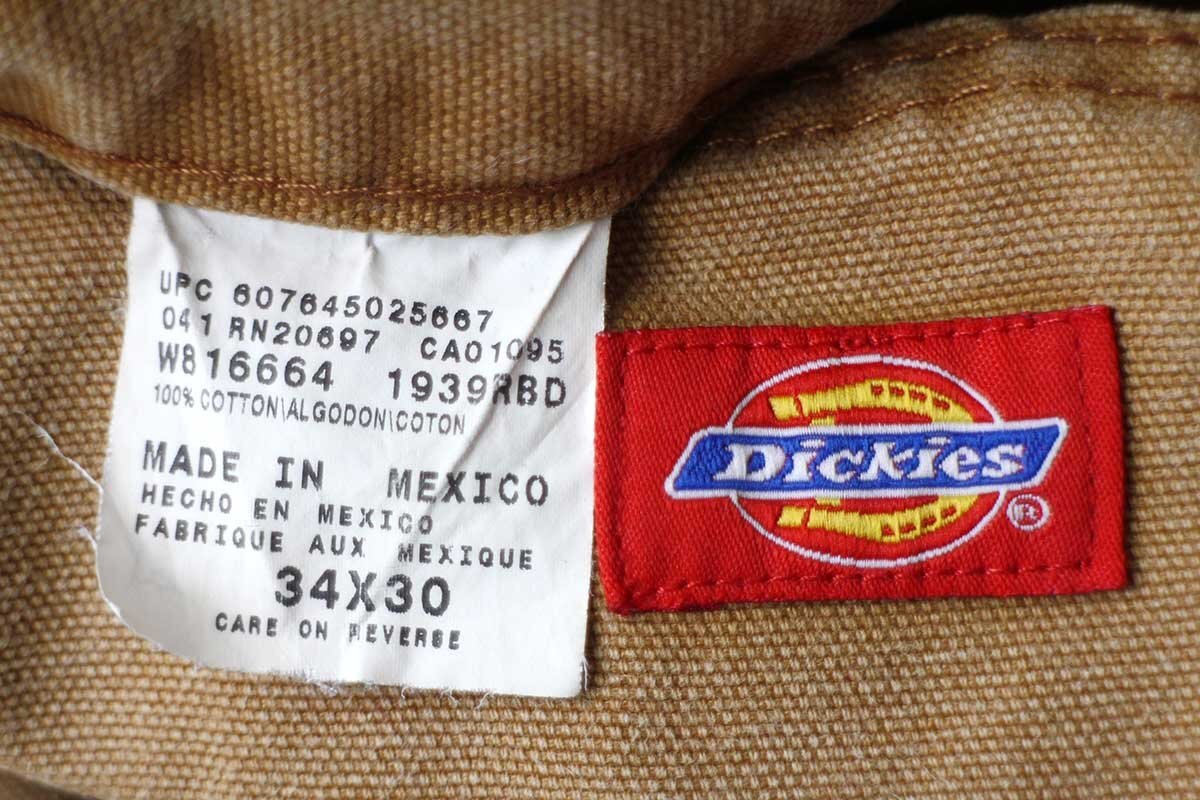 UPC 607645025667
041 RN20697 CA01095
W816664 1939RBD
100% COTTON\ALGODON\COTON
MADE IN MEXICO
HECHO EN MEXICO
FABRIQUE AUX MEXIQUE
34X30
CARE ON REVERSE
Dickies
®